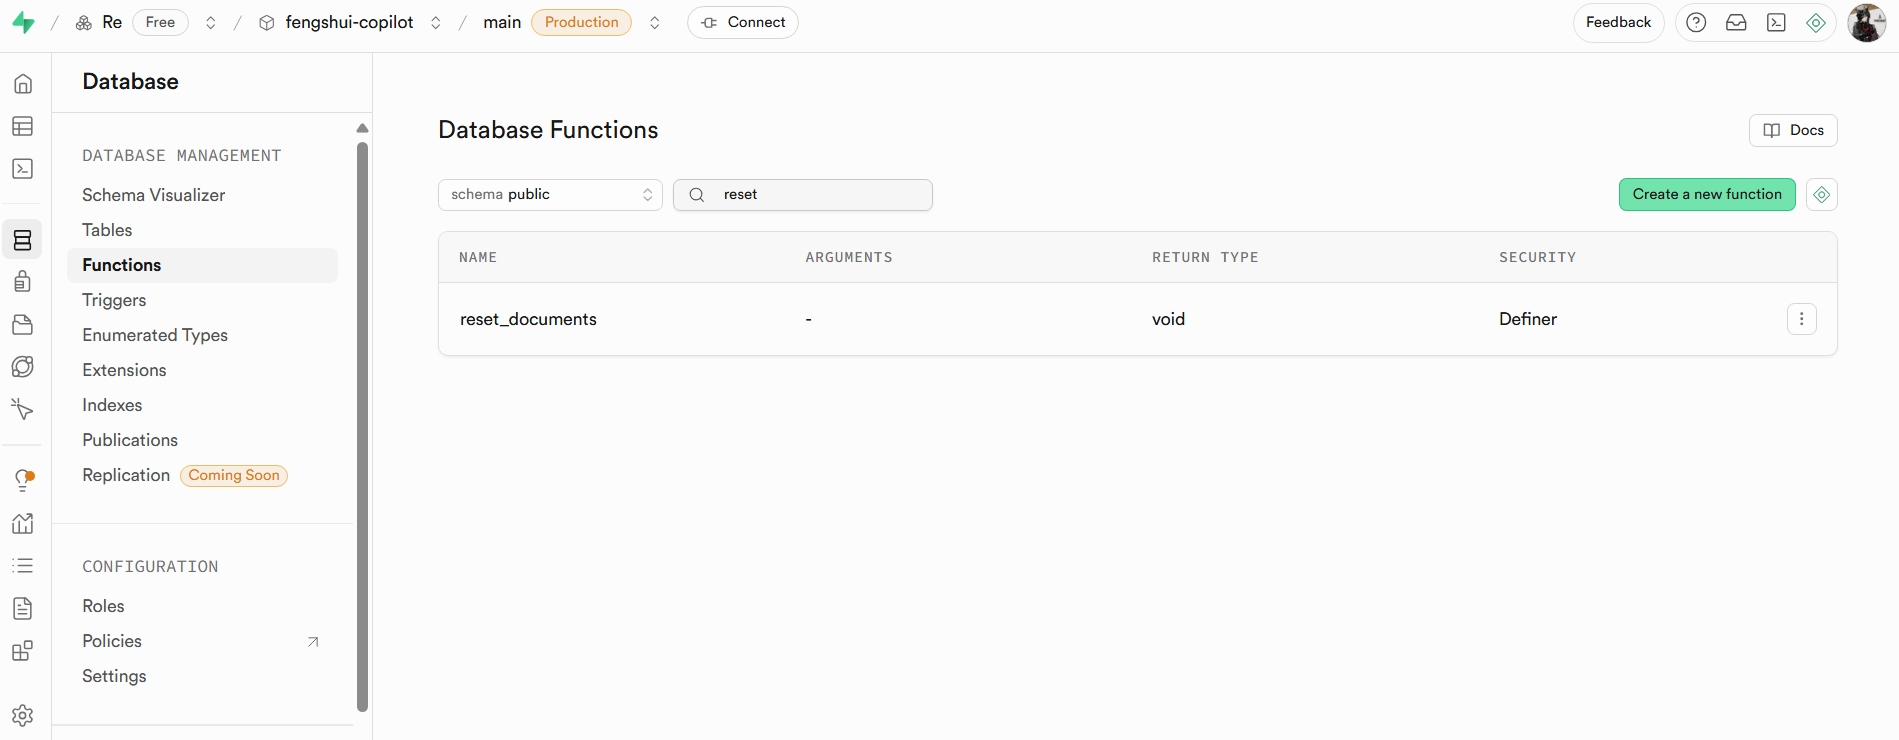 Re Free fengshui-copilot main Production Connect Feedback
Database
DATABASE MANAGEMENT
Schema Visualizer
Tables
Functions
Triggers
Enumerated Types
Extensions
Indexes
Publications
Replication Coming Soon
CONFIGURATION
Roles
Policies
Settings
Database Functions Docs
schema public reset Create a new function
NAME ARGUMENTS RETURN TYPE SECURITY
reset_documents - void Definer